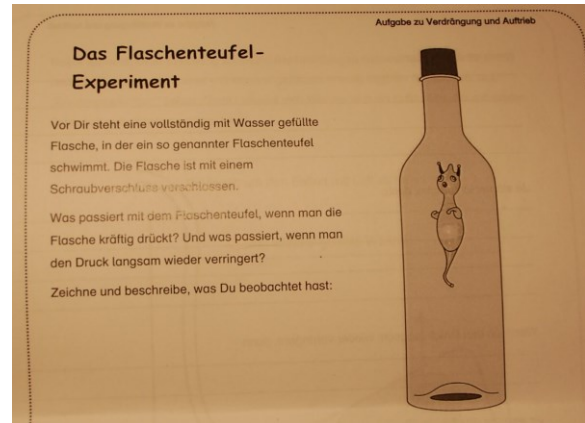 Aufgabe zu Verdrängung und Auftrieb
Das Flaschenteufel-
Experiment
Vor Dir steht eine vollständig mit Wasser gefüllte
Flasche, in der ein so genannter Flaschenteufel
schwimmt. Die Flasche ist mit einem
Schraubverschluss verschlossen.
Was passiert mit dem Flaschenteufel, wenn man die
Flasche kräftig drückt? Und was passiert, wenn man
den Druck langsam wieder verringert?
Zeichne und beschreibe, was Du beobachtet hast: